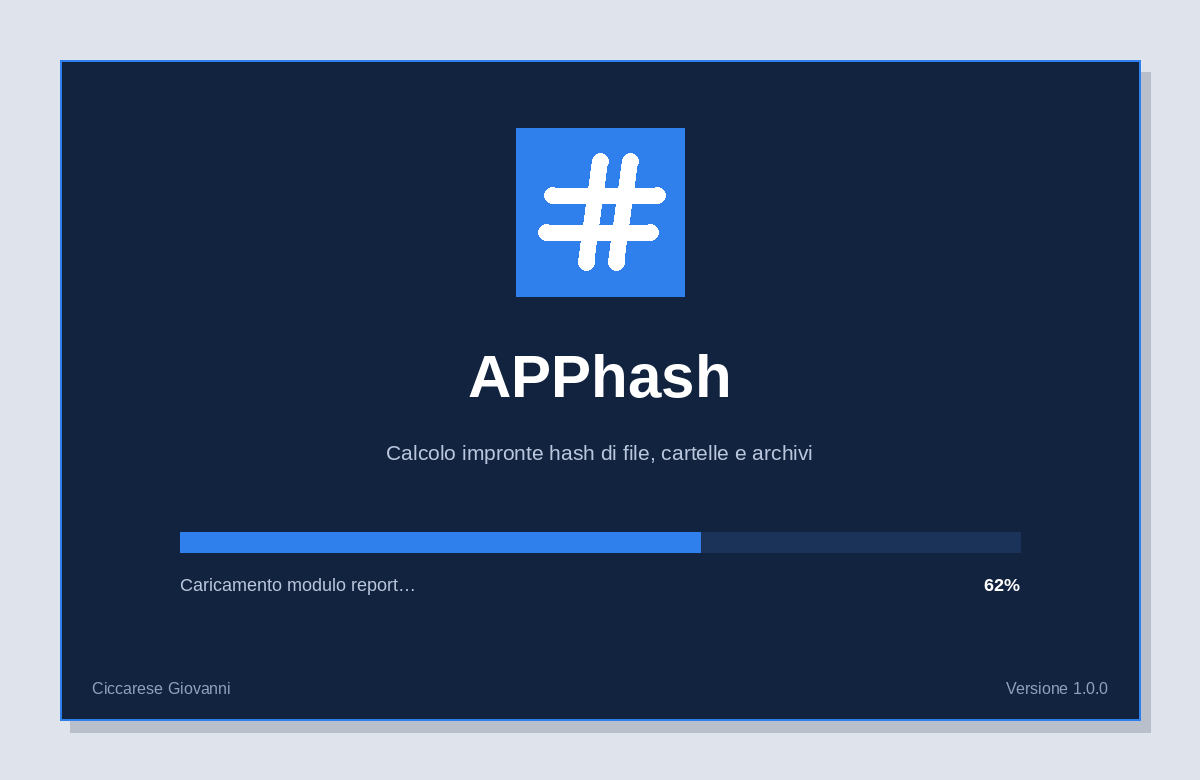 APPhash
Calcolo impronte hash di file, cartelle e archivi
Caricamento modulo report…
62%
Ciccarese Giovanni
Versione 1.0.0